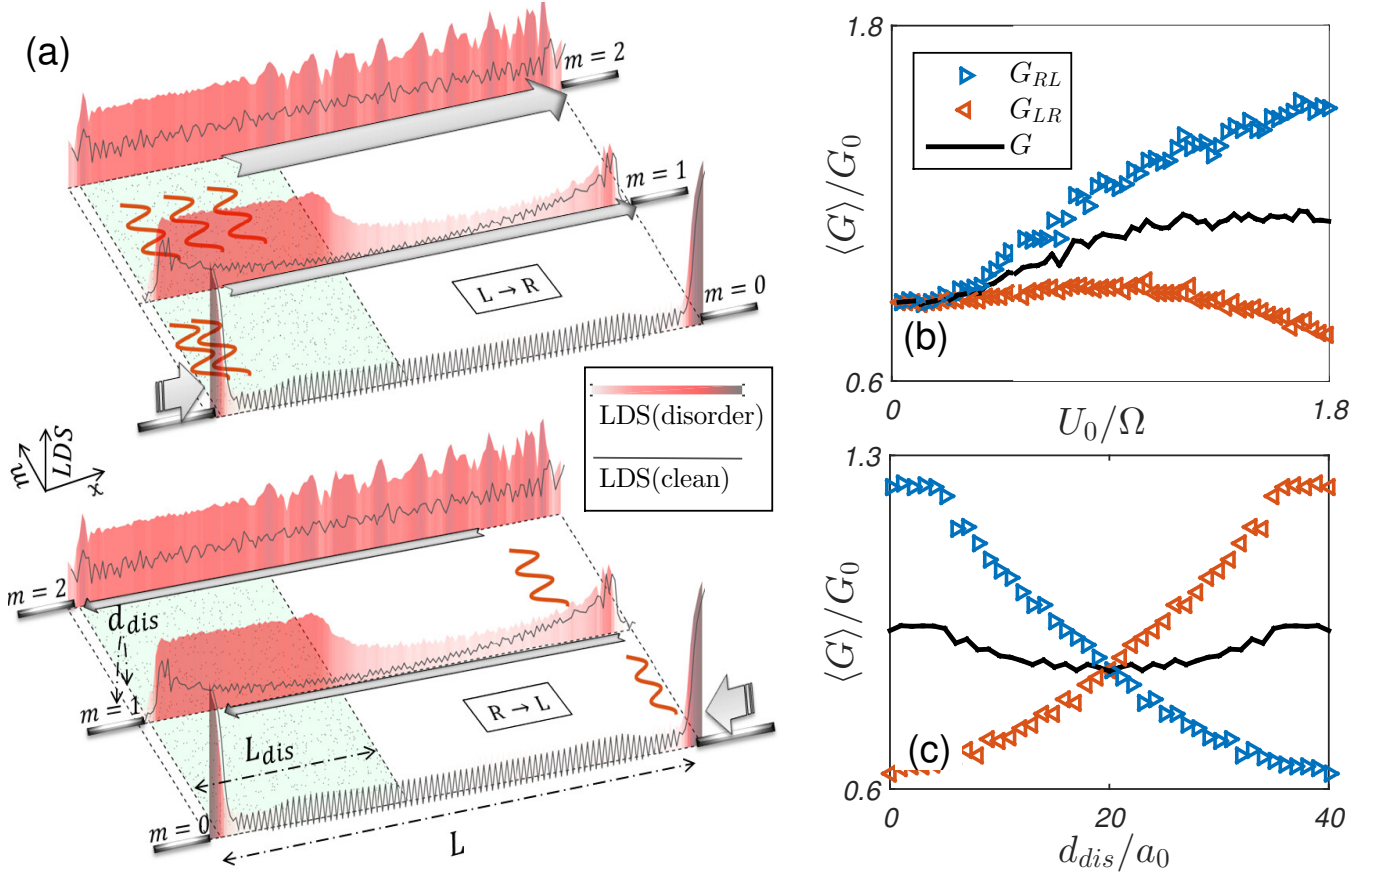 (a)
m = 2
m = 1
L → R
m = 0
LDS(disorder)
LDS(clean)
LDS
m
x
m = 2
d_dis
m = 1
R → L
L_dis
m = 0
L
1.8
G_RL
G_LR
G
⟨G⟩/G_0
(b)
0.6
0
U_0/Ω
1.8
1.3
⟨G⟩/G_0
(c)
0.6
0
20
40
d_dis/a_0